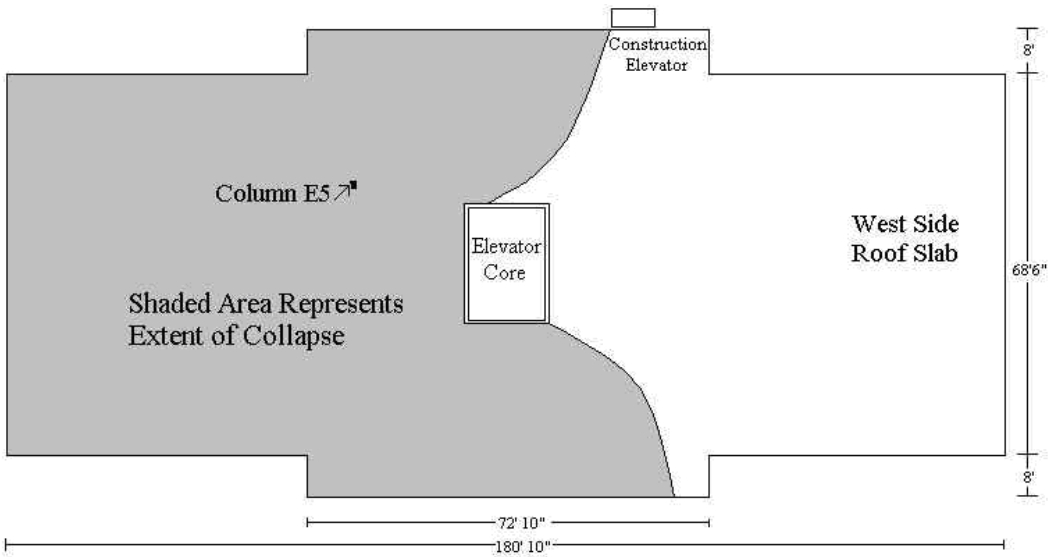 Construction
Elevator
8'
Column E5
West Side
Roof Slab
Elevator
Core
68'6"
Shaded Area Represents
Extent of Collapse
8'
72' 10"
180' 10"